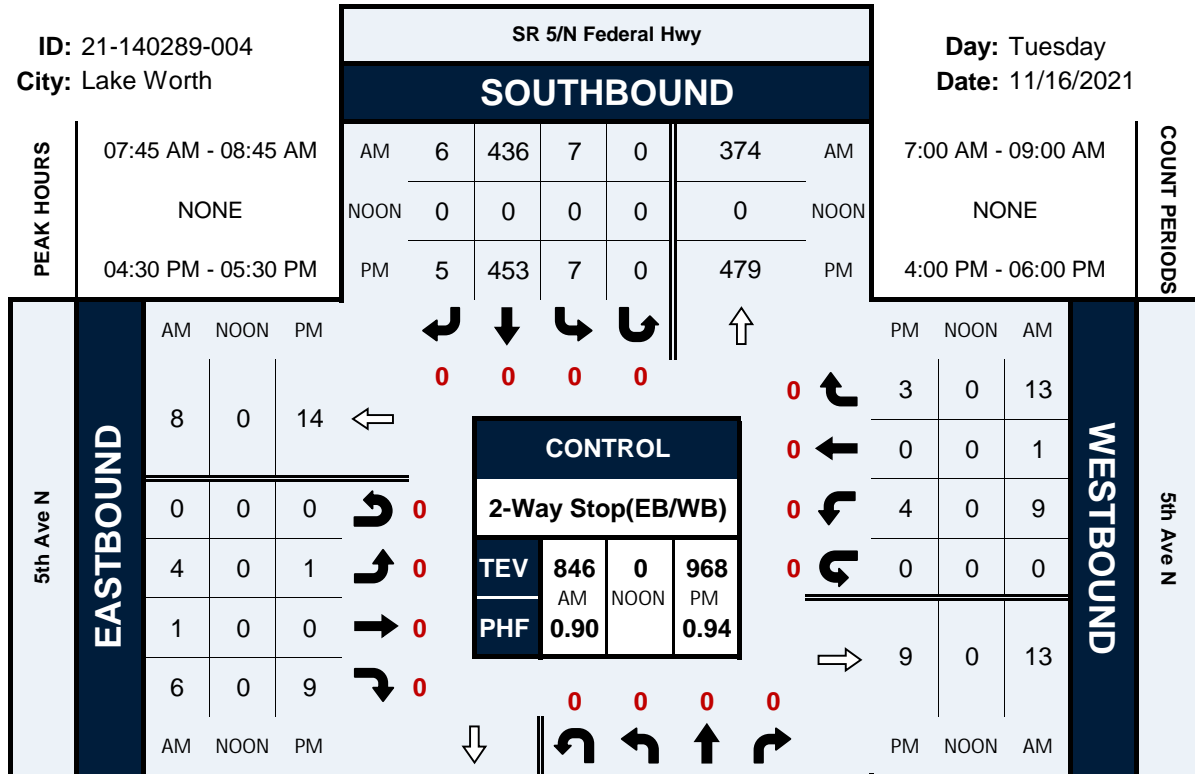 SR 5/N Federal Hwy
ID: 21-140289-004
Day: Tuesday
City: Lake Worth
Date: 11/16/2021
SOUTHBOUND
PEAK HOURS
07:45 AM - 08:45 AM
AM 6 436 7 0 374 AM
7:00 AM - 09:00 AM
COUNT PERIODS
NONE
NOON 0 0 0 0 0 NOON
NONE
04:30 PM - 05:30 PM
PM 5 453 7 0 479 PM
4:00 PM - 06:00 PM
AM NOON PM
PM NOON AM
0 0 0 0
0 3 0 13
8 0 14
CONTROL
0 0 0 1
5th Ave N
EASTBOUND
0 0 0 0
2-Way Stop(EB/WB)
0 4 0 9
WESTBOUND
5th Ave N
4 0 1 0
TEV 846 0 968
0 0 0 0
AM NOON PM
1 0 0 0
PHF 0.90 0.94
9 0 13
6 0 9 0
0 0 0 0
AM NOON PM
PM NOON AM